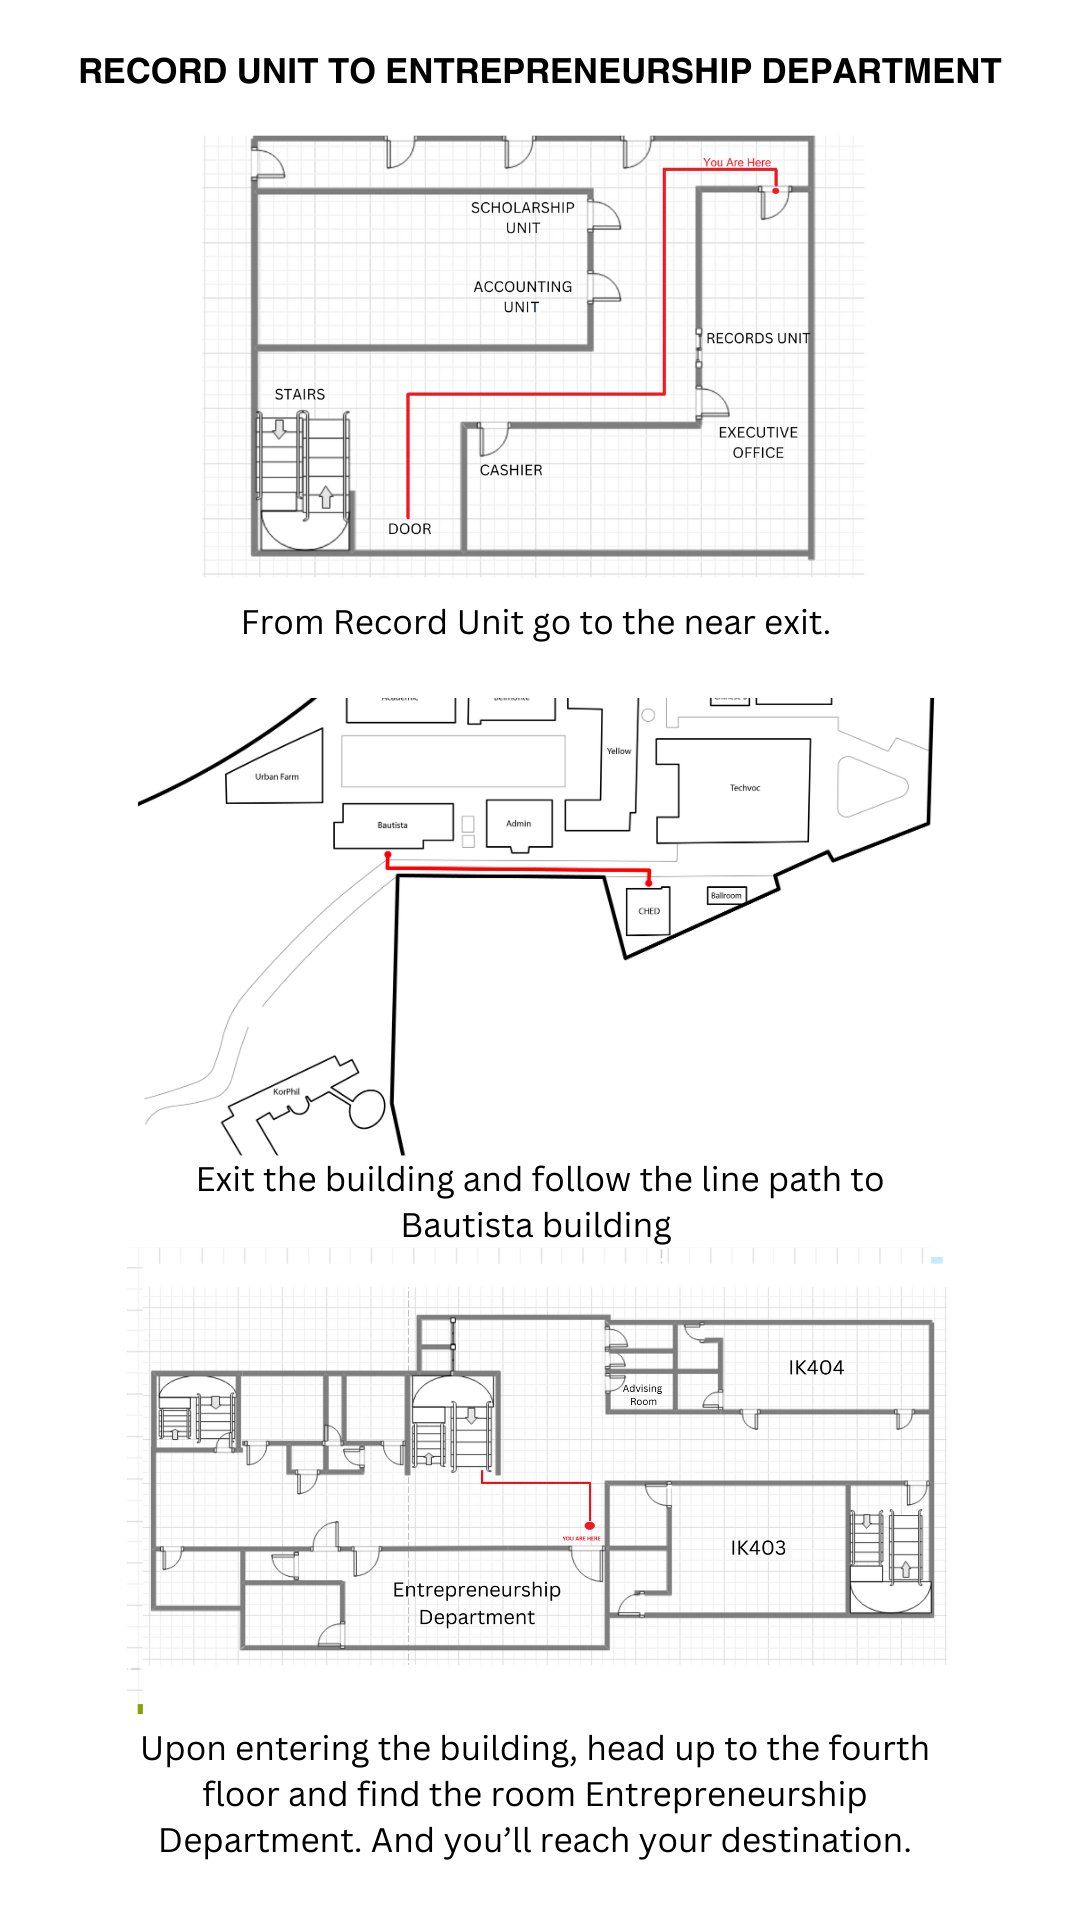 RECORD UNIT TO ENTREPRENEURSHIP DEPARTMENT
You Are Here
SCHOLARSHIP
UNIT
ACCOUNTING
UNIT
RECORDS UNIT
STAIRS
EXECUTIVE
OFFICE
CASHIER
DOOR
From Record Unit go to the near exit.
Yellow
Urban Farm
Techvoc
Bautista
Admin
Ballroom
CHED
KorPhil
Exit the building and follow the line path to
Bautista building
IK404
Advising
Room
YOU ARE HERE
IK403
Entrepreneurship
Department
Upon entering the building, head up to the fourth
floor and find the room Entrepreneurship
Department. And you’ll reach your destination.